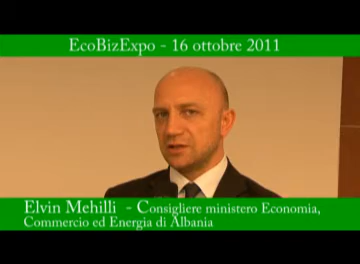 EcoBizExpo - 16 ottobre 2011
Elvin Mehilli - Consigliere ministero Economia,
Commercio ed Energia di Albania